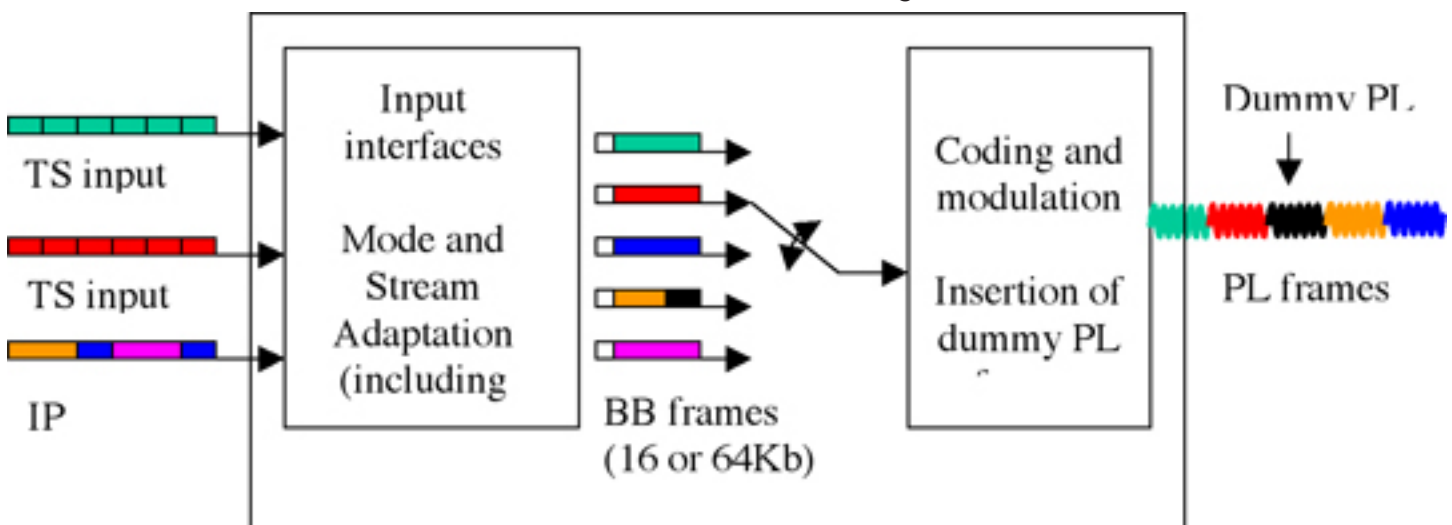 TS input
TS input
IP
Input
interfaces
Mode and
Stream
Adaptation
(including
BB frames
(16 or 64Kb)
Coding and
modulation
Insertion of
dummy PL
Dummy PL
PL frames